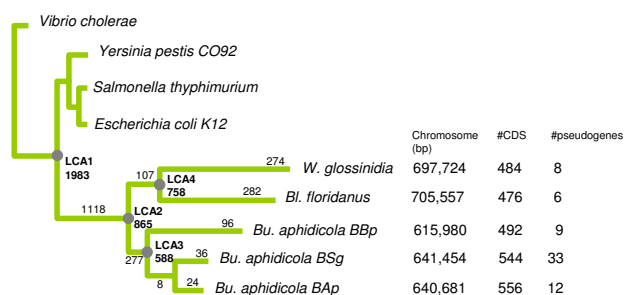 Vibrio cholerae
Yersinia pestis CO92
Salmonella thyphimurium
Escherichia coli K12
Chromosome (bp) #CDS #pseudogenes
LCA1
1983
274 W. glossinidia 697,724 484 8
107 LCA4
758
282 Bl. floridanus 705,557 476 6
1118 LCA2
865
96 Bu. aphidicola BBp 615,980 492 9
LCA3
588
277
36 Bu. aphidicola BSg 641,454 544 33
8 24 Bu. aphidicola BAp 640,681 556 12